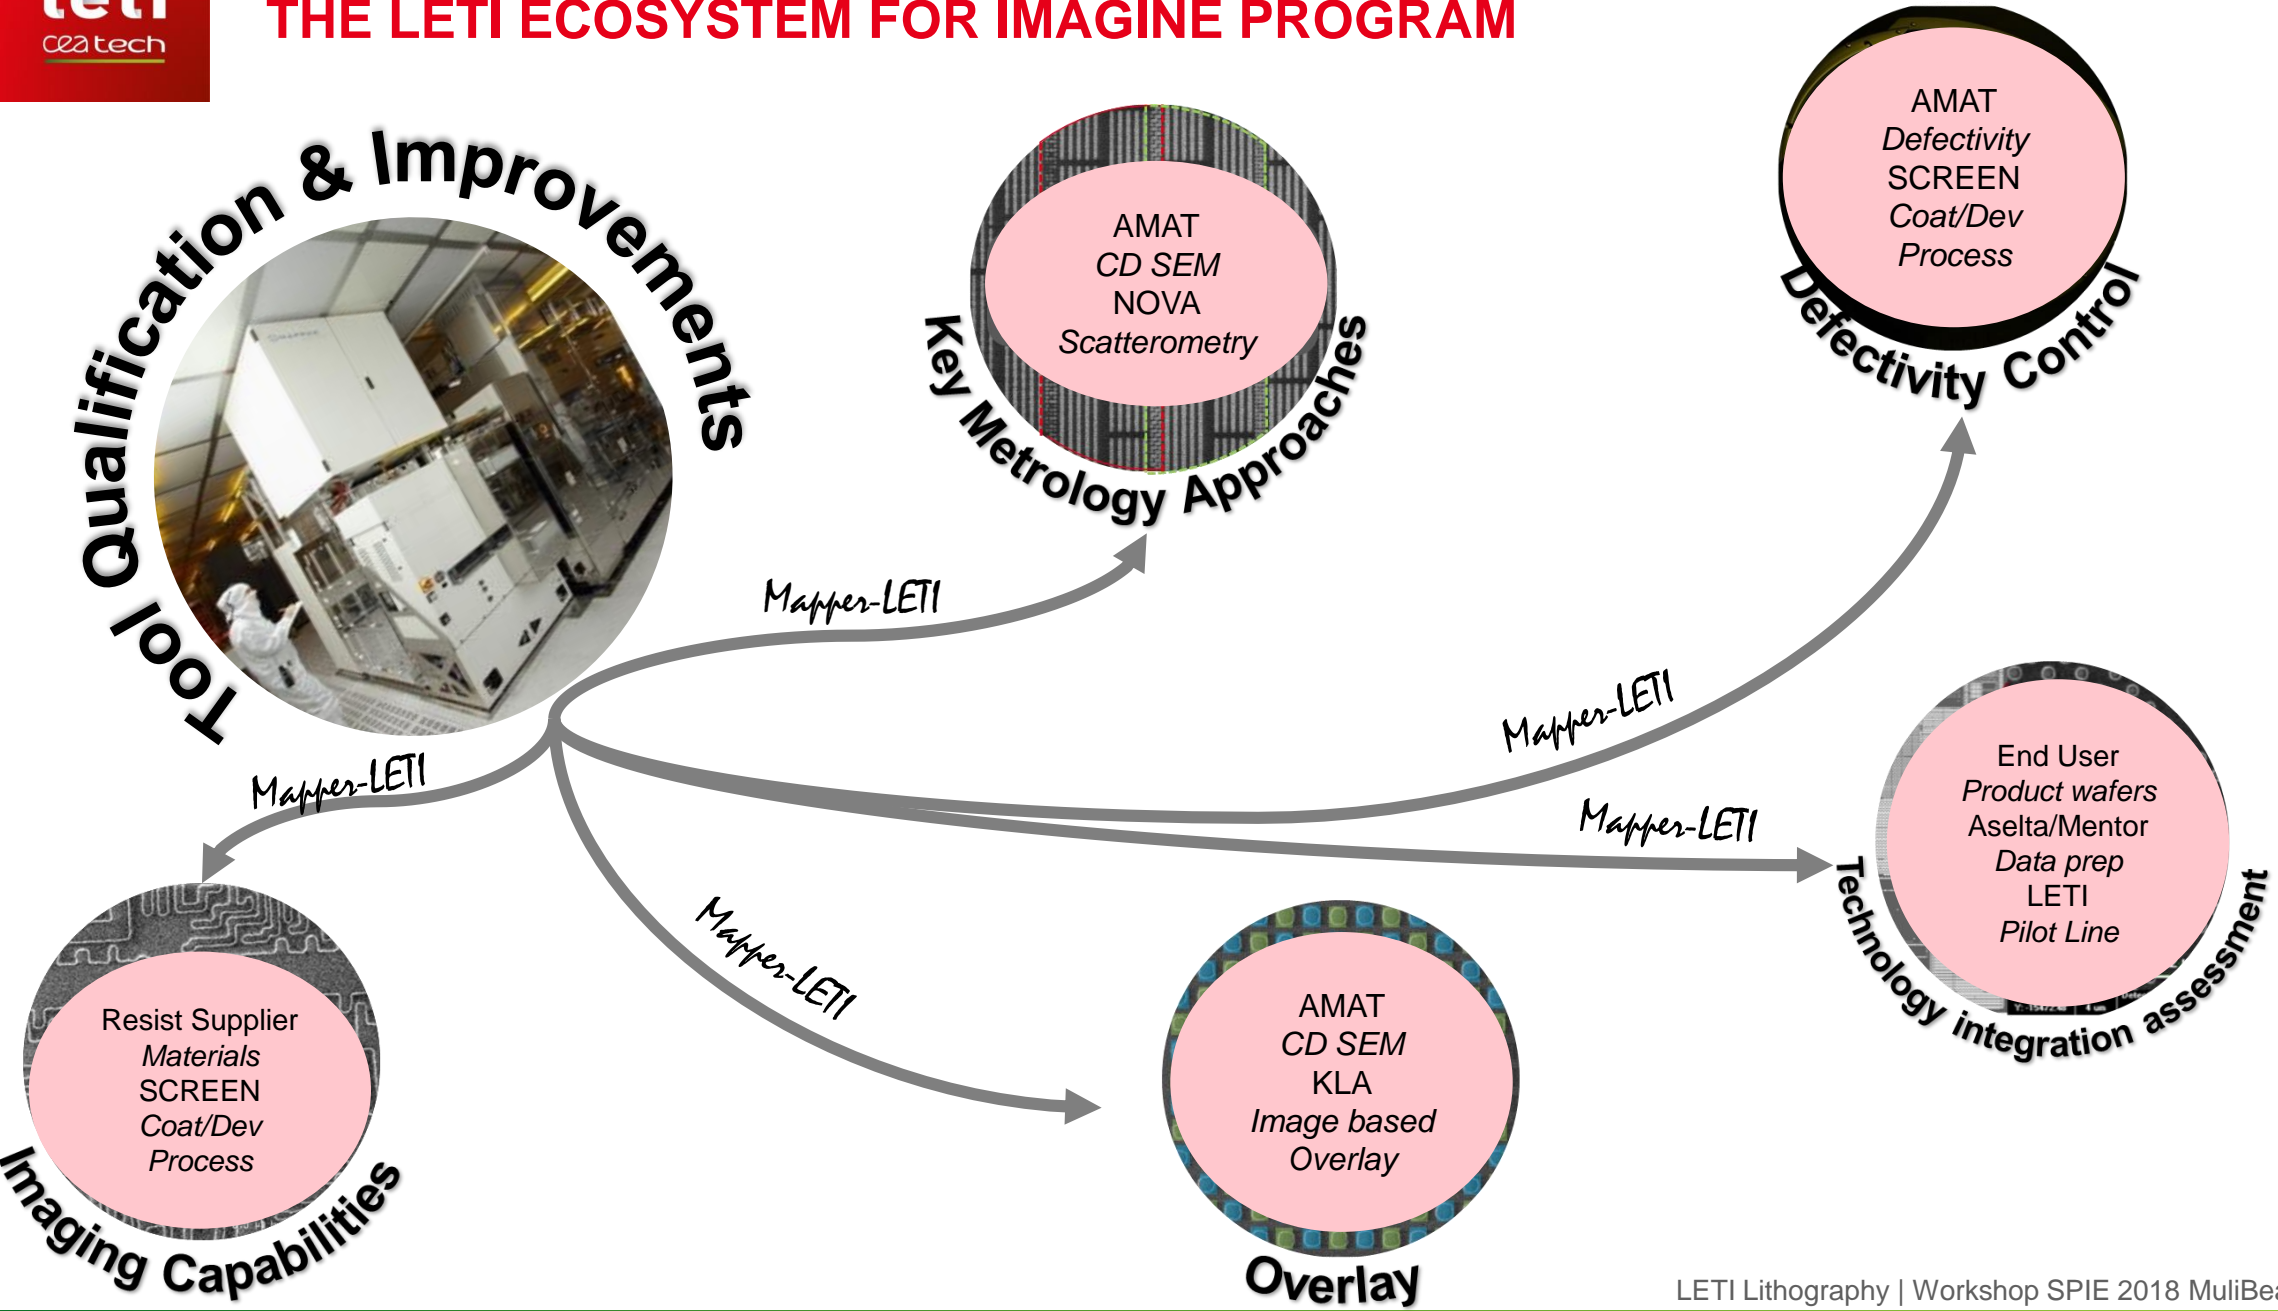 leti
cea tech
THE LETI ECOSYSTEM FOR IMAGINE PROGRAM
Tool Qualification & Improvements
AMAT
CD SEM
NOVA
Scatterometry
Key Metrology Approaches
AMAT
Defectivity
SCREEN
Coat/Dev
Process
Defectivity Control
Mapper-LETI
Mapper-LETI
Mapper-LETI
Mapper-LETI
Mapper-LETI
End User
Product wafers
Aselta/Mentor
Data prep
LETI
Pilot Line
Technology integration assessment
Resist Supplier
Materials
SCREEN
Coat/Dev
Process
Imaging Capabilities
AMAT
CD SEM
KLA
Image based
Overlay
Overlay
LETI Lithography | Workshop SPIE 2018 MuliBea